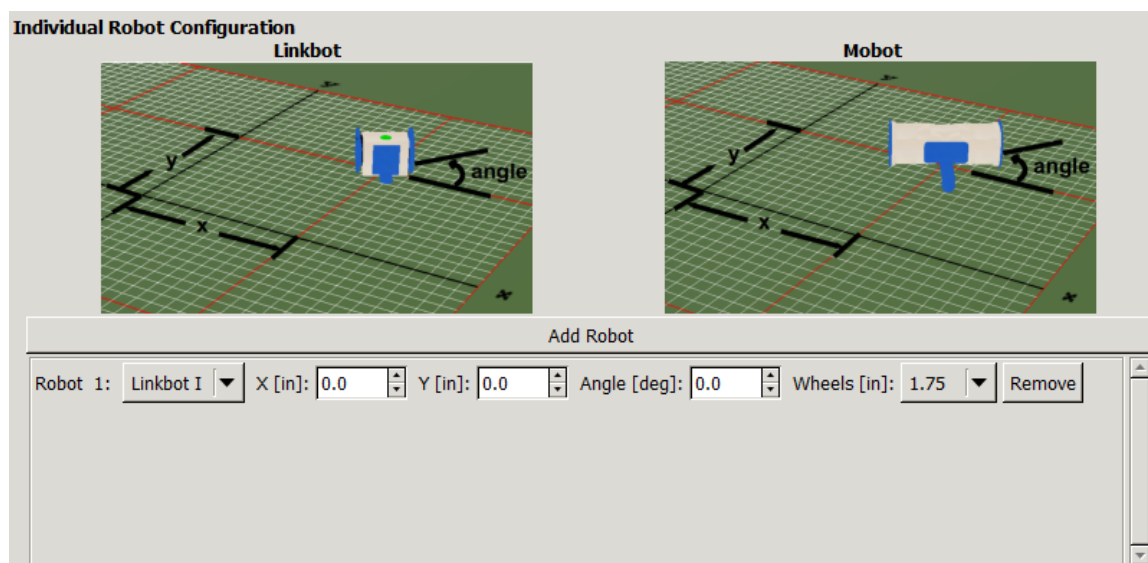 Individual Robot Configuration
Linkbot
Mobot
y
x
angle
x
y
x
angle
x
Add Robot
Robot 1: Linkbot I X [in]: 0.0 Y [in]: 0.0 Angle [deg]: 0.0 Wheels [in]: 1.75 Remove